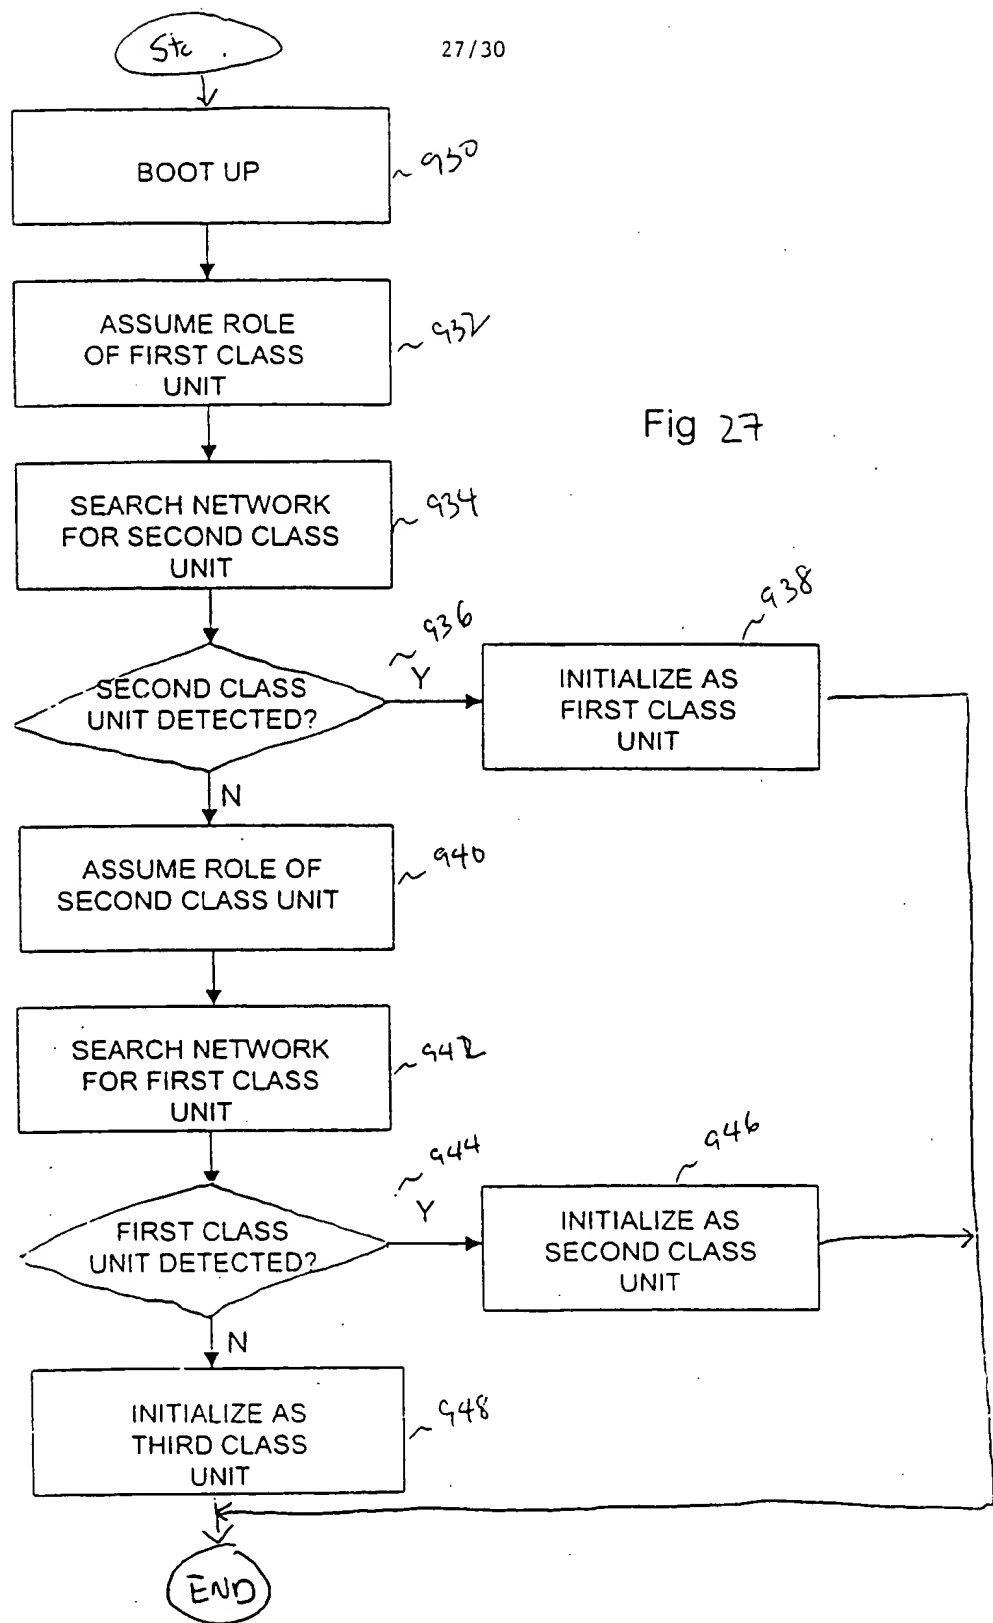 27/30
BOOT UP
930
ASSUME ROLE
OF FIRST CLASS
UNIT
932
Fig 27
SEARCH NETWORK
FOR SECOND CLASS
UNIT
934
SECOND CLASS
UNIT DETECTED?
936
Y
N
INITIALIZE AS
FIRST CLASS
UNIT
938
ASSUME ROLE OF
SECOND CLASS UNIT
940
SEARCH NETWORK
FOR FIRST CLASS
UNIT
942
FIRST CLASS
UNIT DETECTED?
944
Y
N
INITIALIZE AS
SECOND CLASS
UNIT
946
INITIALIZE AS
THIRD CLASS
UNIT
948
END